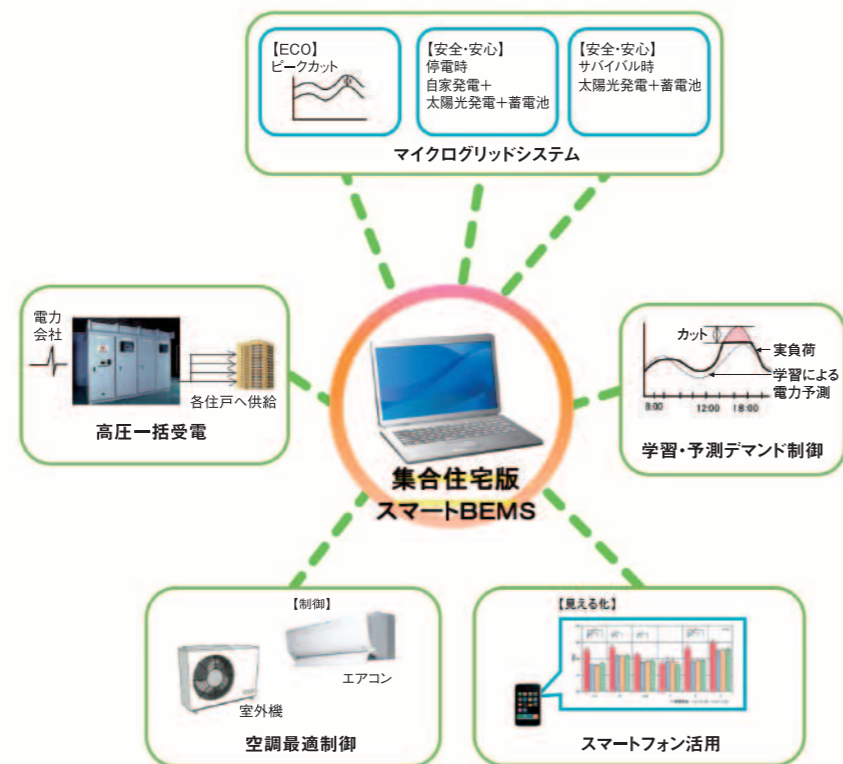 【ECO】
ピークカット
【安全・安心】
停電時
自家発電+
太陽光発電+蓄電池
【安全・安心】
サバイバル時
太陽光発電+蓄電池
マイクログリッドシステム
電力
会社
各住戸へ供給
高圧一括受電
集合住宅版
スマートBEMS
カット
実負荷
学習による
電力予測
12:00 18:00
学習・予測デマンド制御
【制御】
エアコン
室外機
空調最適制御
【見える化】
スマートフォン活用